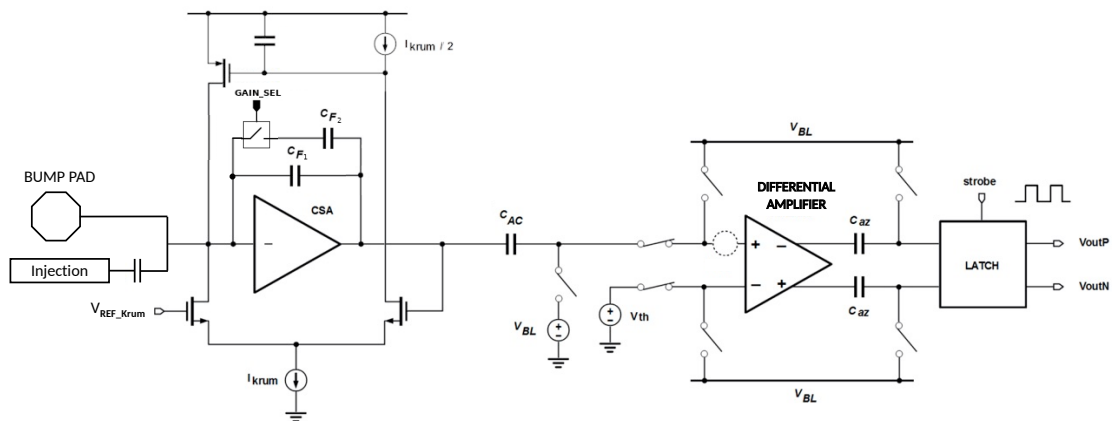 I krum / 2
GAIN_SEL
C F2
C F1
BUMP PAD
CSA
Injection
VREF_Krum
I krum
C AC
V BL
Vth
V BL
DIFFERENTIAL
AMPLIFIER
C az
C az
V BL
strobe
LATCH
VoutP
VoutN